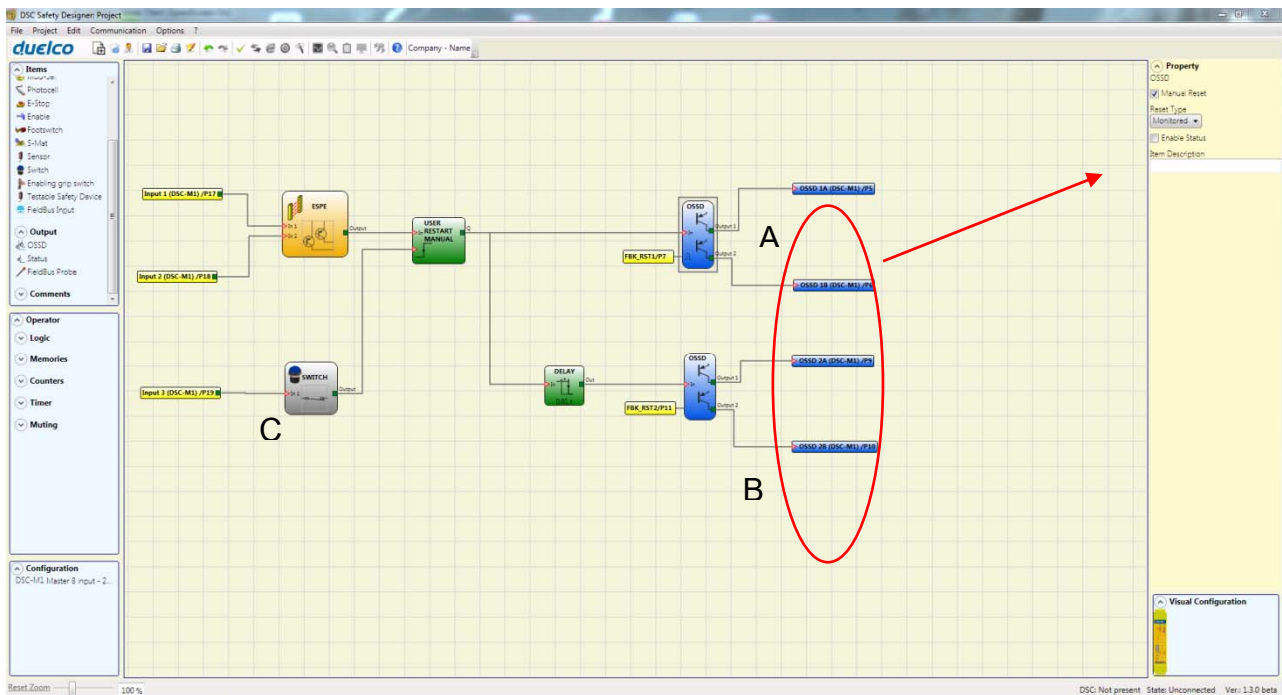 DSC Safety Designer: Project
File Project Edit Communication Options ?
duelco
Company - Name
Items
Photocell
E-Stop
Enable
Footswitch
S-Mat
Sensor
Switch
Enabling grip switch
Testable Safety Device
FieldBus Input
Output
OSSD
Status
FieldBus Probe
Comments
Operator
Logic
Memories
Counters
Timer
Muting
Configuration
DSC-M1 Master 8 input - 2...
Reset Zoom
100 %
Input 1 (DSC-M1) /P17
Input 2 (DSC-M1) /P18
Input 3 (DSC-M1) /P19
ESPE
In 1
In 2
Output
SWITCH
In 1
Output
C
USER
RESTART
MANUAL
In
Q
DELAY
In
Out
FBK_RST1/P7
OSSD
In
Output 1
Output 2
A
OSSD 1A (DSC-M1) /P5
OSSD 1B (DSC-M1) /P6
FBK_RST2/P11
OSSD
In
Output 1
Output 2
OSSD 2A (DSC-M1) /P9
OSSD 2B (DSC-M1) /P10
B
Property
OSSD
Manual Reset
Reset Type
Monitored
Enable Status
Item Description
Visual Configuration
DSC: Not present State: Unconnected Ver.: 1.3.0 beta